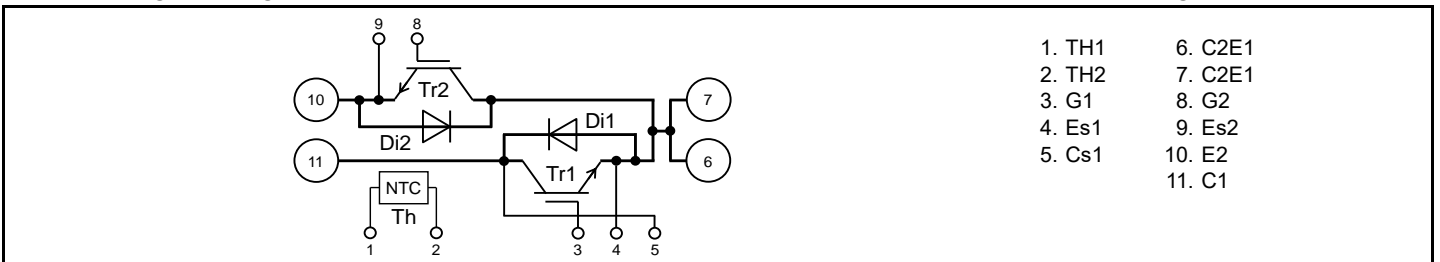 9 8
Tr2
10
7
Di2
Di1
11
Tr1
6
NTC
Th
1 2 3 4 5
1. TH1 6. C2E1
2. TH2 7. C2E1
3. G1 8. G2
4. Es1 9. Es2
5. Cs1 10. E2
11. C1